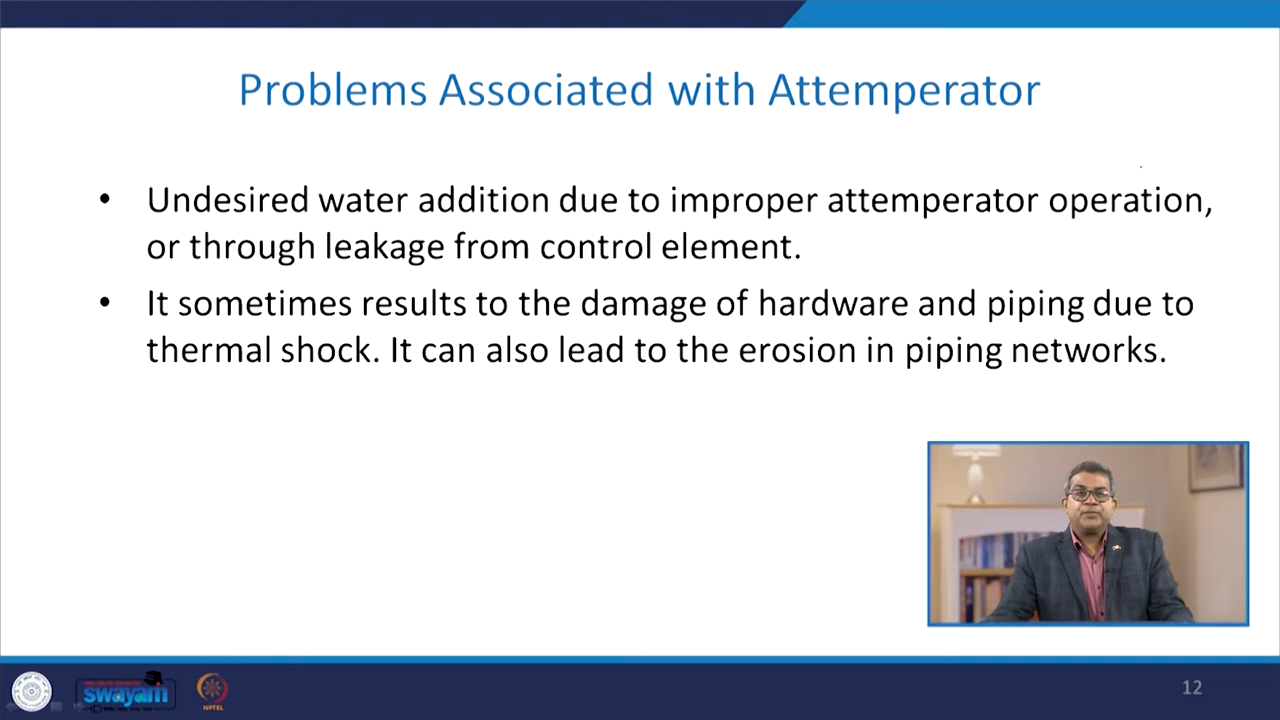 Problems Associated with Attemperator
• Undesired water addition due to improper attemperator operation,
or through leakage from control element.
• It sometimes results to the damage of hardware and piping due to
thermal shock. It can also lead to the erosion in piping networks.
swayam
NPTEL
12